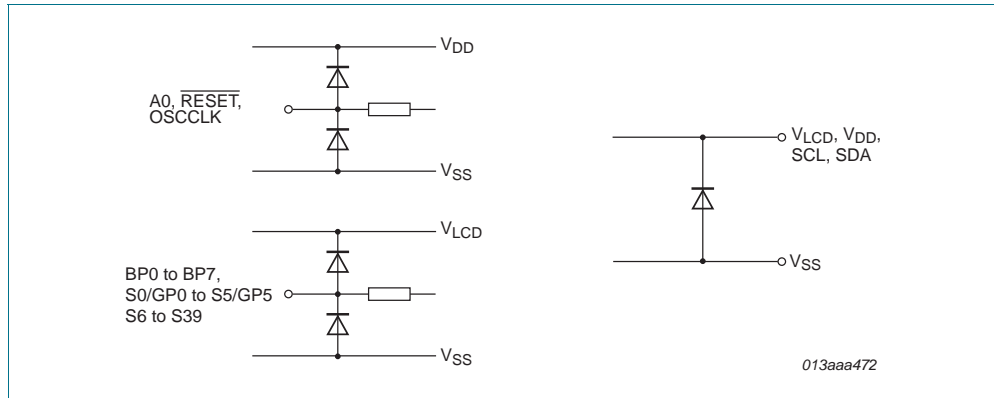 VDD
A0, RESET,
OSCCLK
VSS
VLCD
BP0 to BP7,
S0/GP0 to S5/GP5
S6 to S39
VSS
VLCD, VDD,
SCL, SDA
VSS
013aaa472